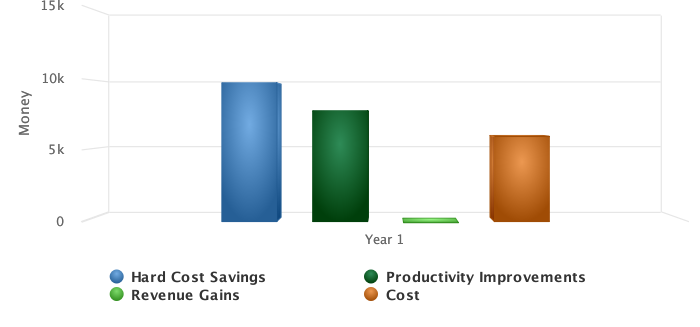 15k
10k
5k
0
Money
Year 1
Hard Cost Savings
Productivity Improvements
Revenue Gains
Cost